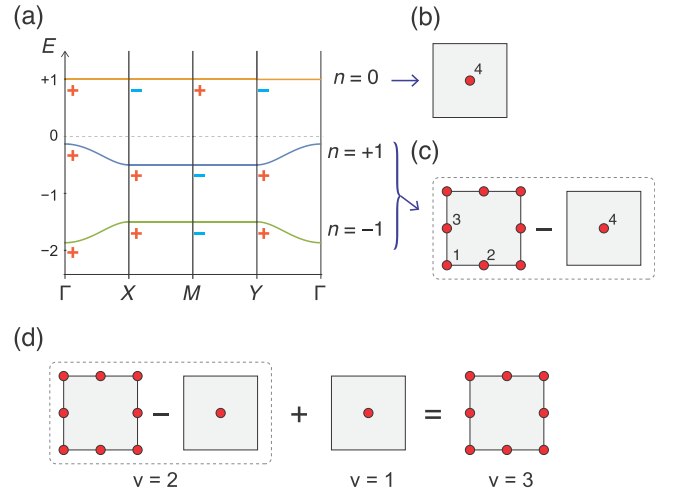 (a)
E
+1
0
−1
−2
+ − + −
+ + − +
+ + − +
Γ X M Y Γ
n = 0
n = +1
n = −1
(b)
4
(c)
3
1 2
−
4
(d)
− + =
v = 2 v = 1 v = 3